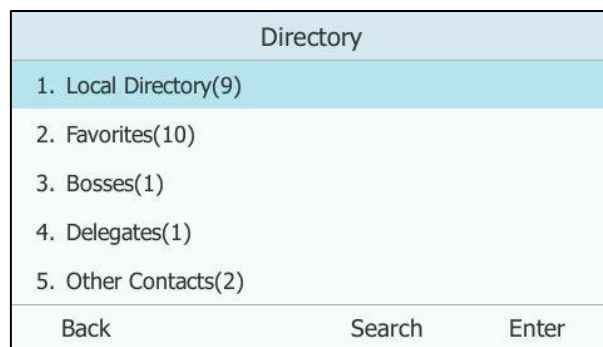 Directory
1. Local Directory(9)
2. Favorites(10)
3. Bosses(1)
4. Delegates(1)
5. Other Contacts(2)
Back Search Enter